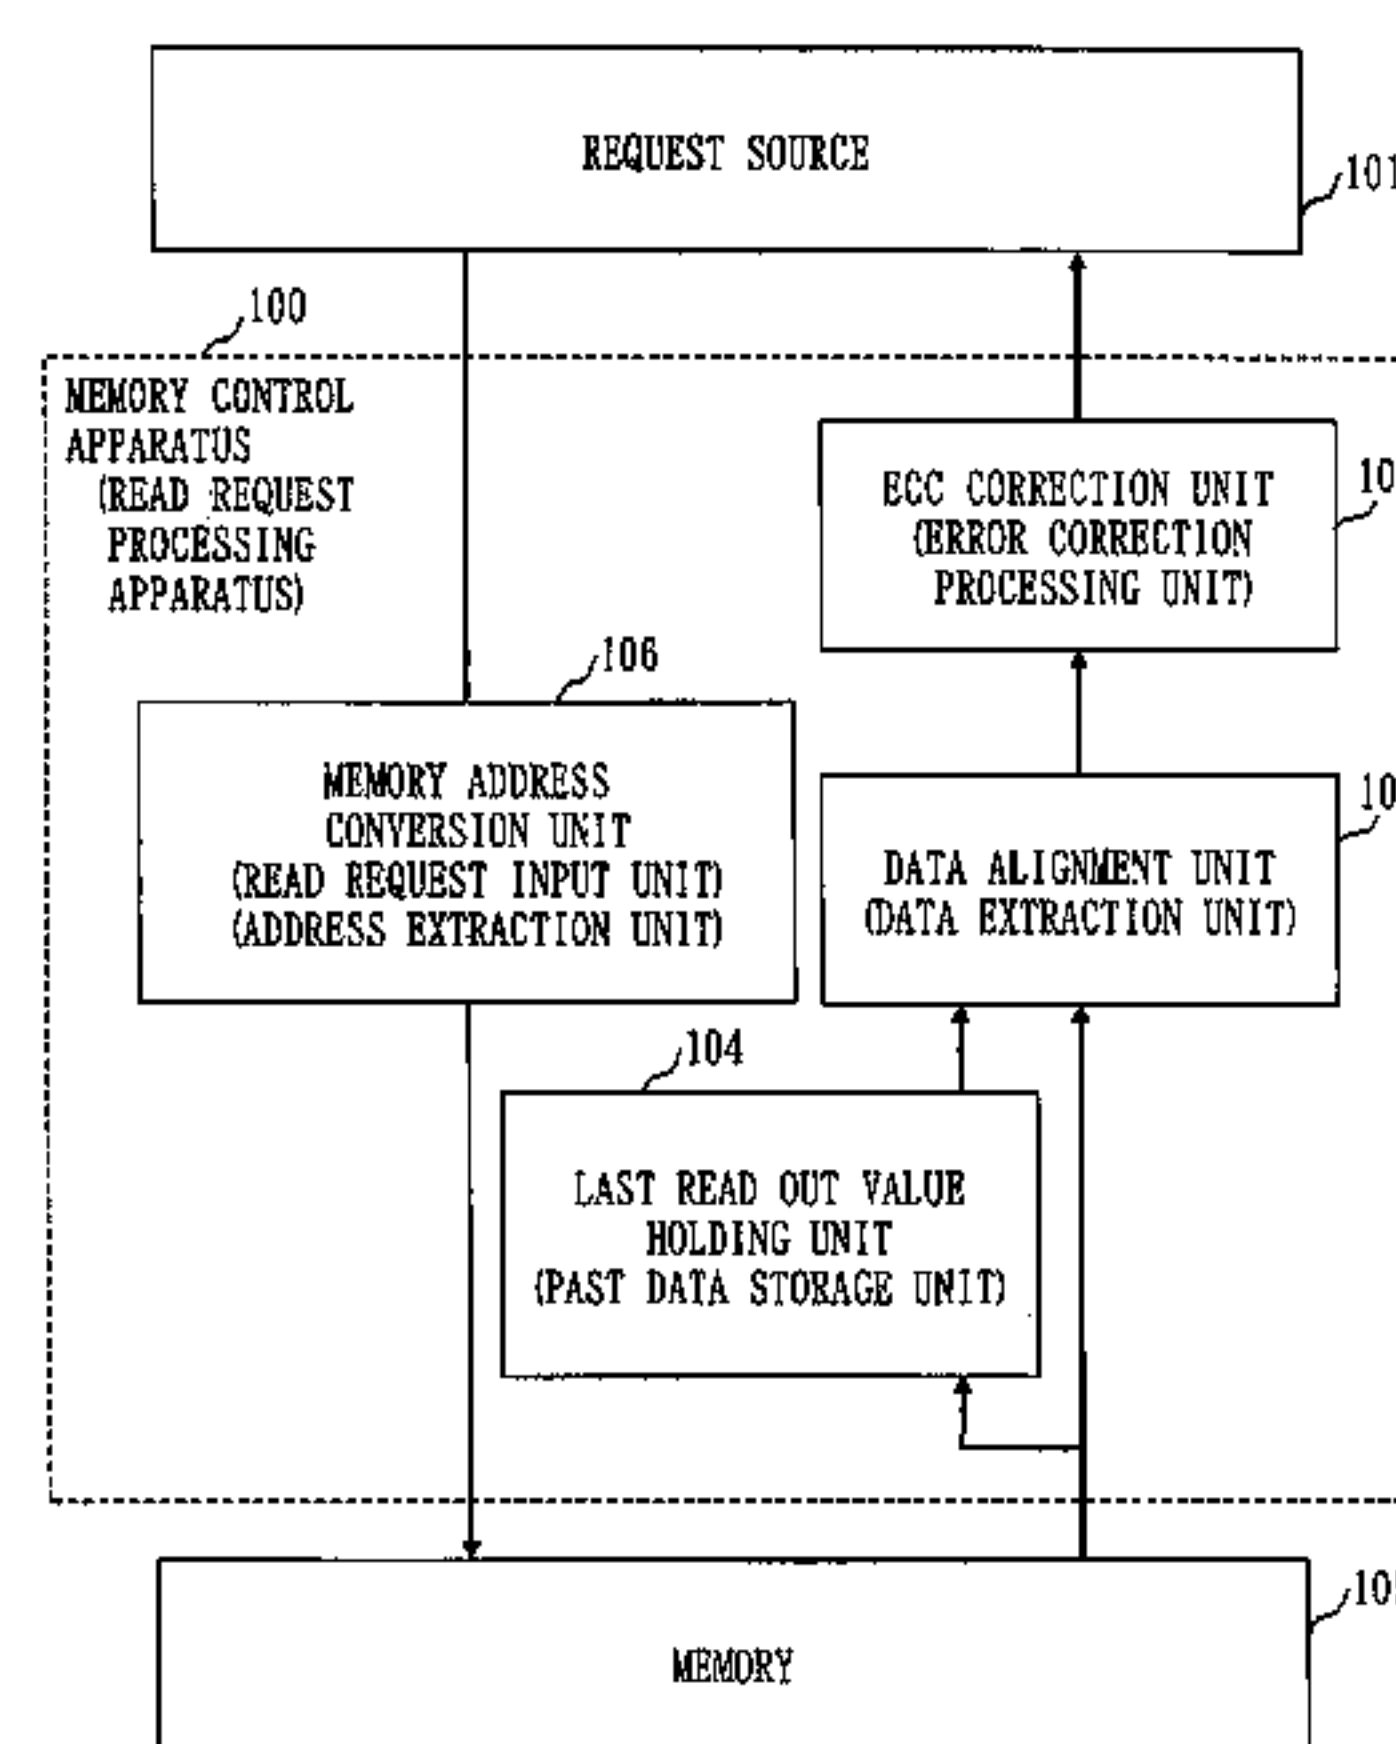 REQUEST SOURCE
101
100
MEMORY CONTROL
APPARATUS
(READ REQUEST
PROCESSING
APPARATUS)
ECC CORRECTION UNIT
(ERROR CORRECTION
PROCESSING UNIT)
106
MEMORY ADDRESS
CONVERSION UNIT
(READ REQUEST INPUT UNIT)
(ADDRESS EXTRACTION UNIT)
DATA ALIGNMENT UNIT
(DATA EXTRACTION UNIT)
104
LAST READ OUT VALUE
HOLDING UNIT
(PAST DATA STORAGE UNIT)
MEMORY